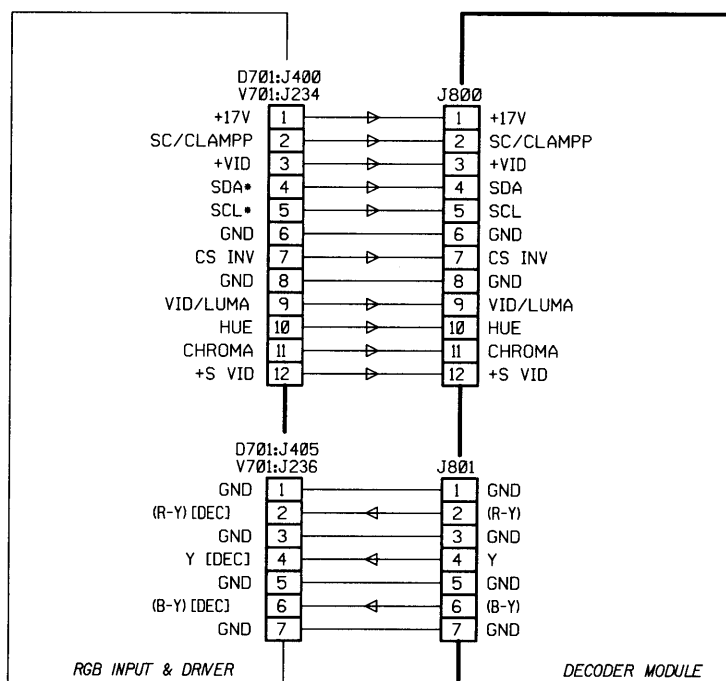 D701:J400
V701:J234 J800
+17V 1 1 +17V
SC/CLAMPP 2 2 SC/CLAMPP
+VID 3 3 +VID
SDA* 4 4 SDA
SCL* 5 5 SCL
GND 6 6 GND
CS INV 7 7 CS INV
GND 8 8 GND
VID/LUMA 9 9 VID/LUMA
HUE 10 10 HUE
CHROMA 11 11 CHROMA
+S VID 12 12 +S VID
D701:J405
V701:J236 J801
GND 1 1 GND
(R-Y)[DEC] 2 2 (R-Y)
GND 3 3 GND
Y [DEC] 4 4 Y
GND 5 5 GND
(B-Y)[DEC] 6 6 (B-Y)
GND 7 7 GND
RGB INPUT & DRIVER DECODER MODULE